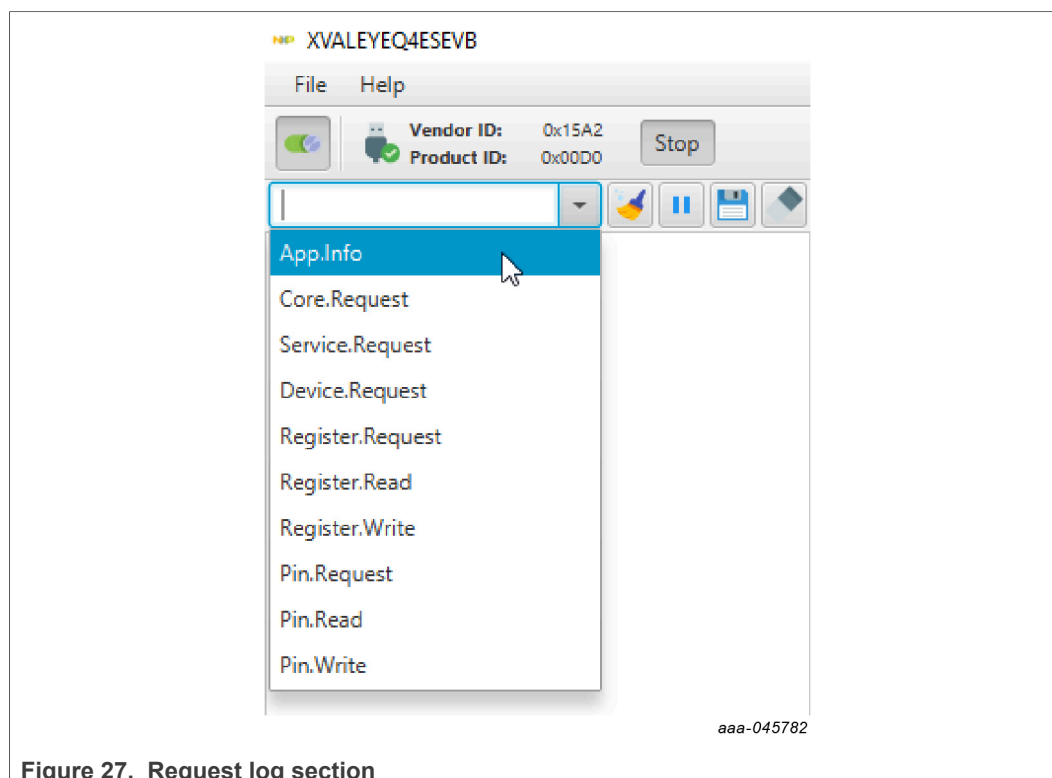 NXP XVALEYEQ4ESEVB
File Help
Vendor ID: 0x15A2
Product ID: 0x00D0
Stop
App.Info
Core.Request
Service.Request
Device.Request
Register.Request
Register.Read
Register.Write
Pin.Request
Pin.Read
Pin.Write
aaa-045782
Figure 27. Request log section